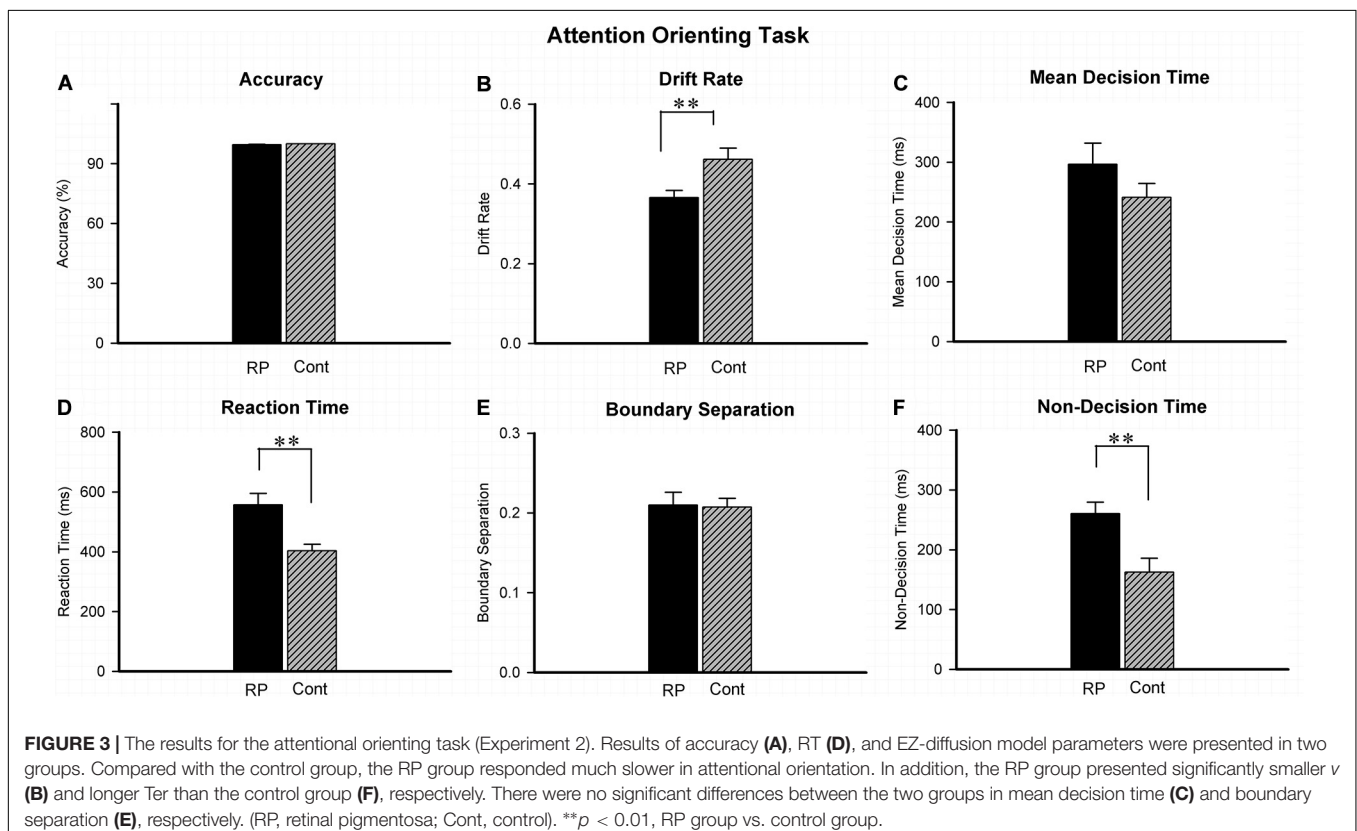 Attention Orienting Task
A
Accuracy
90
60
30
0
Accuracy (%)
RP
Cont
B
Drift Rate
**
0.6
0.4
0.2
0.0
Drift Rate
RP
Cont
C
Mean Decision Time
400
300
200
100
0
Mean Decision Time (ms)
RP
Cont
D
Reaction Time
**
800
600
400
200
0
Reaction Time (ms)
RP
Cont
E
Boundary Separation
0.3
0.2
0.1
0.0
Boundary Separation
RP
Cont
F
Non-Decision Time
**
400
300
200
100
0
Non-Decision Time (ms)
RP
Cont
FIGURE 3 | The results for the attentional orienting task (Experiment 2). Results of accuracy (A), RT (D), and EZ-diffusion model parameters were presented in two
groups. Compared with the control group, the RP group responded much slower in attentional orientation. In addition, the RP group presented significantly smaller v
(B) and longer Ter than the control group (F), respectively. There were no significant differences between the two groups in mean decision time (C) and boundary
separation (E), respectively. (RP, retinal pigmentosa; Cont, control). **p < 0.01, RP group vs. control group.